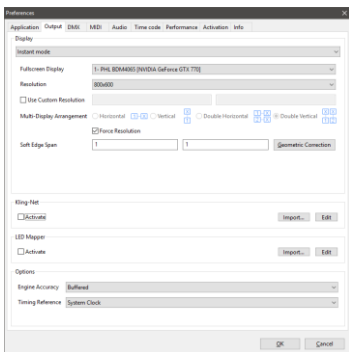 Preferences
Application Output DMX MIDI Audio Time code Performance Activation Info
Display
Instant mode
Fullscreen Display 1: PHL BDM4065 [NVIDIA GeForce GTX 770]
Resolution 800x600
Use Custom Resolution
Multi-Display Arrangement Horizontal Vertical Double Horizontal Double Vertical
Force Resolution
Soft Edge Span 1 1 Geometric Correction
Kling-Net
Activate Import... Edit
LED Mapper
Activate Import... Edit
Options
Engine Accuracy Buffered
Timing Reference System Clock
OK Cancel